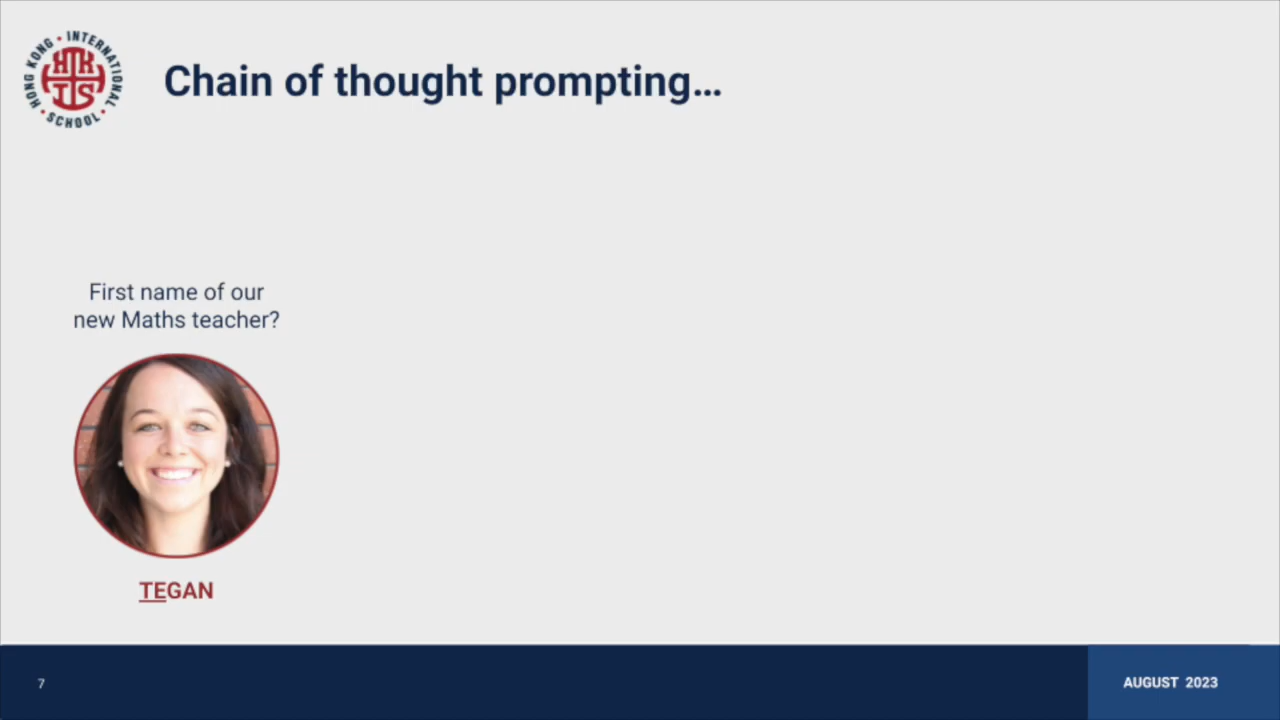 HONG KONG • INTERNATIONAL • SCHOOL •
HKIS
Chain of thought prompting...
First name of our
new Maths teacher?
TEGAN
7
AUGUST 2023